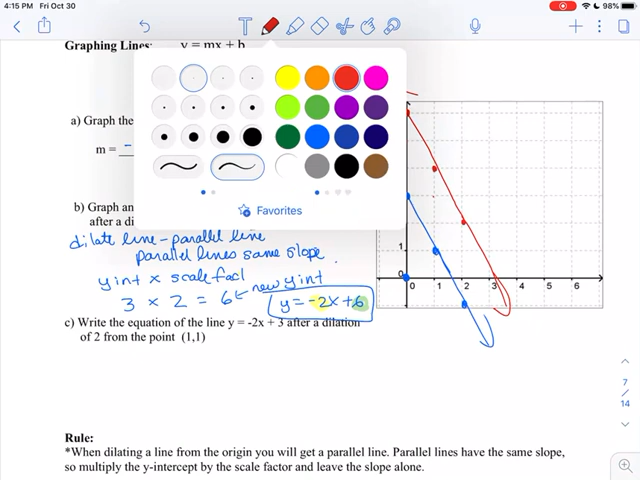 4:15 PM Fri Oct 30
98%
Graphing Lines: y = mx + b
a) Graph the
m = -
Favorites
b) Graph an
after a di
dilate line - parallel line
parallel lines same slope.
y int x scale fact
new y int
3 x 2 = 6
y = -2x + 6
c) Write the equation of the line y = -2x + 3 after a dilation
of 2 from the point (1,1)
1
0
0 1 2 3 4 5 6
7
/
14
Rule:
*When dilating a line from the origin you will get a parallel line. Parallel lines have the same slope,
so multiply the y-intercept by the scale factor and leave the slope alone.